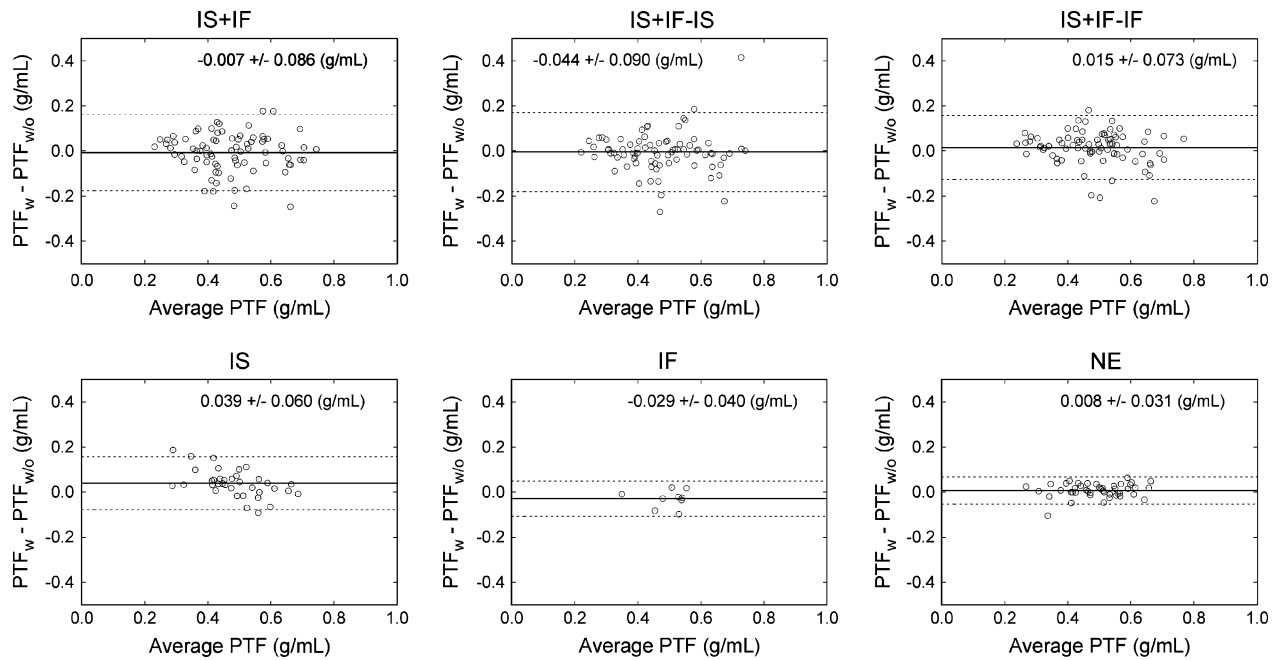 IS+IF
IS+IF-IS
IS+IF-IF
-0.007 +/- 0.086 (g/mL)
-0.044 +/- 0.090 (g/mL)
0.015 +/- 0.073 (g/mL)
PTFw - PTFw/o (g/mL)
0.4
0.2
0.0
-0.2
-0.4
0.0 0.2 0.4 0.6 0.8 1.0
Average PTF (g/mL)
PTFw - PTFw/o (g/mL)
0.4
0.2
0.0
-0.2
-0.4
0.0 0.2 0.4 0.6 0.8 1.0
Average PTF (g/mL)
PTFw - PTFw/o (g/mL)
0.4
0.2
0.0
-0.2
-0.4
0.0 0.2 0.4 0.6 0.8 1.0
Average PTF (g/mL)
IS
IF
NE
0.039 +/- 0.060 (g/mL)
-0.029 +/- 0.040 (g/mL)
0.008 +/- 0.031 (g/mL)
PTFw - PTFw/o (g/mL)
0.4
0.2
0.0
-0.2
-0.4
0.0 0.2 0.4 0.6 0.8 1.0
Average PTF (g/mL)
PTFw - PTFw/o (g/mL)
0.4
0.2
0.0
-0.2
-0.4
0.0 0.2 0.4 0.6 0.8 1.0
Average PTF (g/mL)
PTFw - PTFw/o (g/mL)
0.4
0.2
0.0
-0.2
-0.4
0.0 0.2 0.4 0.6 0.8 1.0
Average PTF (g/mL)